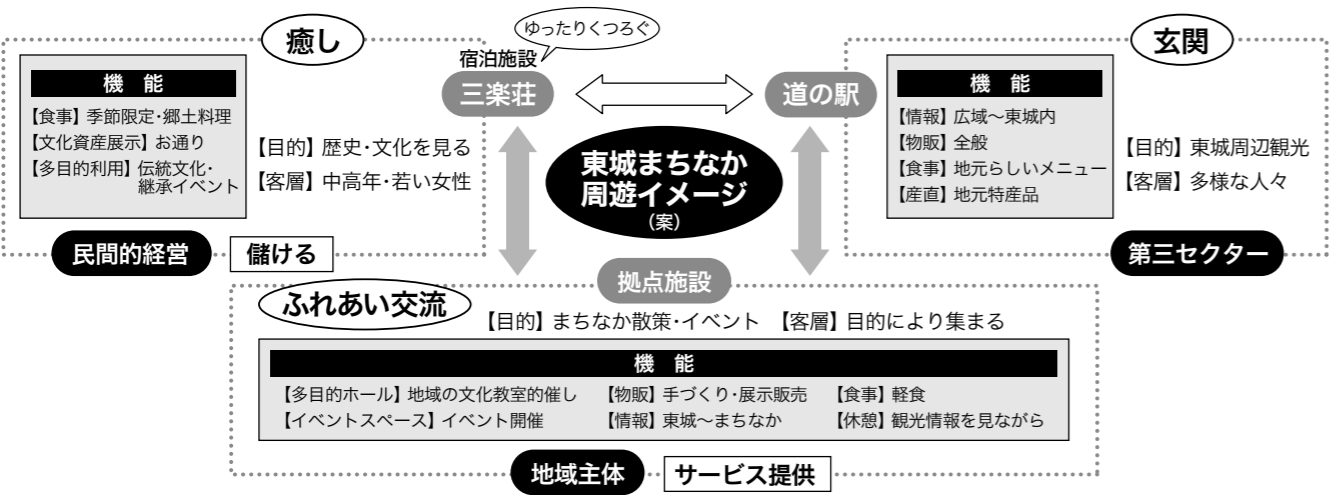 癒し
ゆったりくつろぐ
宿泊施設
三楽荘
機 能
【食事】季節限定・郷土料理
【文化資産展示】お通り
【多目的利用】伝統文化・
継承イベント
【目的】歴史・文化を見る
【客層】中高年・若い女性
民間的経営
儲ける
東城まちなか
周遊イメージ
(案)
玄関
道の駅
機 能
【情報】広域～東城内
【物販】全般
【食事】地元らしいメニュー
【産直】地元特産品
【目的】東城周辺観光
【客層】多様な人々
第三セクター
拠点施設
ふれあい交流
【目的】まちなか散策・イベント 【客層】目的により集まる
機 能
【多目的ホール】地域の文化教室的催し 【物販】手づくり・展示販売 【食事】軽食
【イベントスペース】イベント開催 【情報】東城～まちなか 【休憩】観光情報を見ながら
地域主体
サービス提供